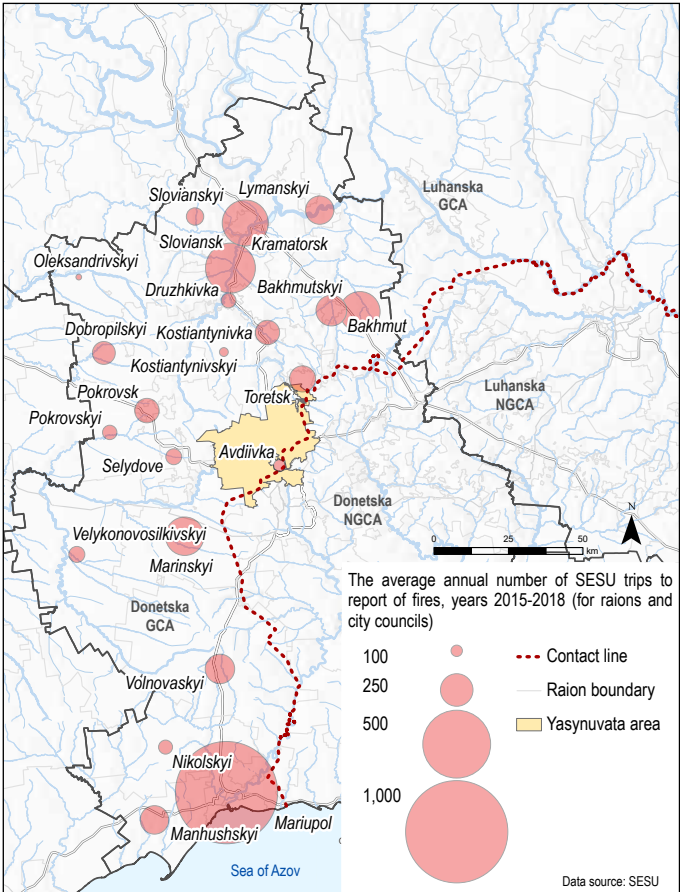 Luhanska
GCA
Slovianskyi
Lymanskyi
Sloviansk
Kramatorsk
Oleksandrivskyi
Druzhkivka
Bakhmutskyi
Dobropilskyi
Kostiantynivka
Bakhmut
Kostiantynivskyi
Luhanska
NGCA
Pokrovsk
Toretsk
Pokrovskyi
Avdiivka
Selydove
Donetska
NGCA
N
0 25 50
km
Velykonovosilkivskyi
Marinskyi
Donetska
GCA
Volnovaskyi
Nikolskyi
Manhushskyi
Mariupol
Sea of Azov
The average annual number of SESU trips to
report of fires, years 2015-2018 (for raions and
city councils)
100
250
500
1,000
Contact line
Raion boundary
Yasynuvata area
Data source: SESU